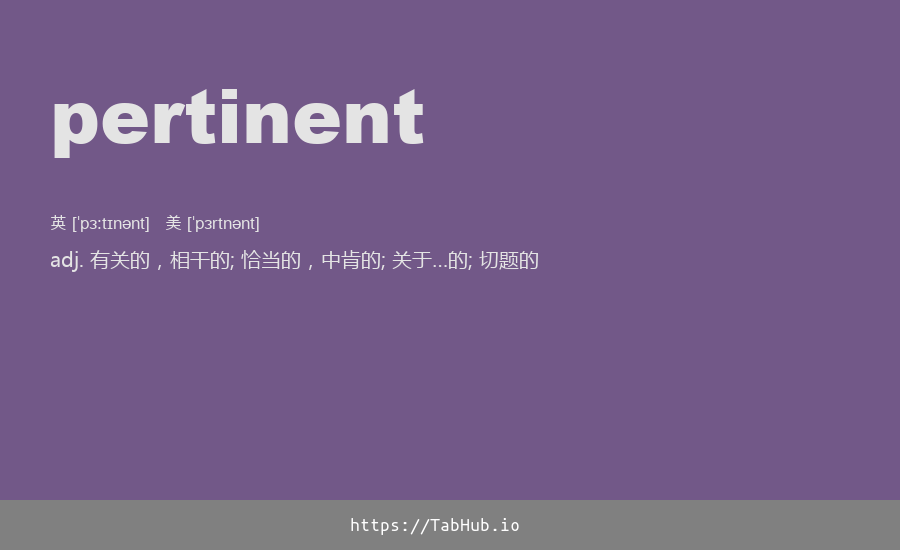 pertinent
英 [ˈpɜːtɪnənt] 美 [ˈpɜrtnənt]
adj. 有关的，相干的; 恰当的，中肯的; 关于…的; 切题的
https://TabHub.io